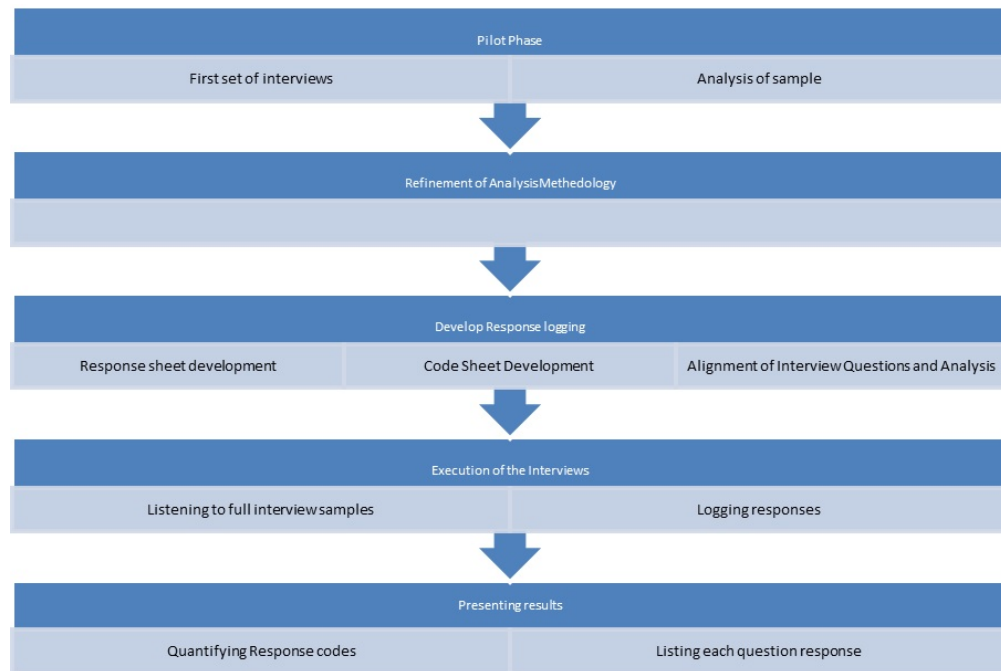 Pilot Phase
First set of interviews
Analysis of sample
Refinement of Analysis Methedology
Develop Response logging
Response sheet development
Code Sheet Development
Alignment of Interview Questions and Analysis
Execution of the Interviews
Listening to full interview samples
Logging responses
Presenting results
Quantifying Response codes
Listing each question response